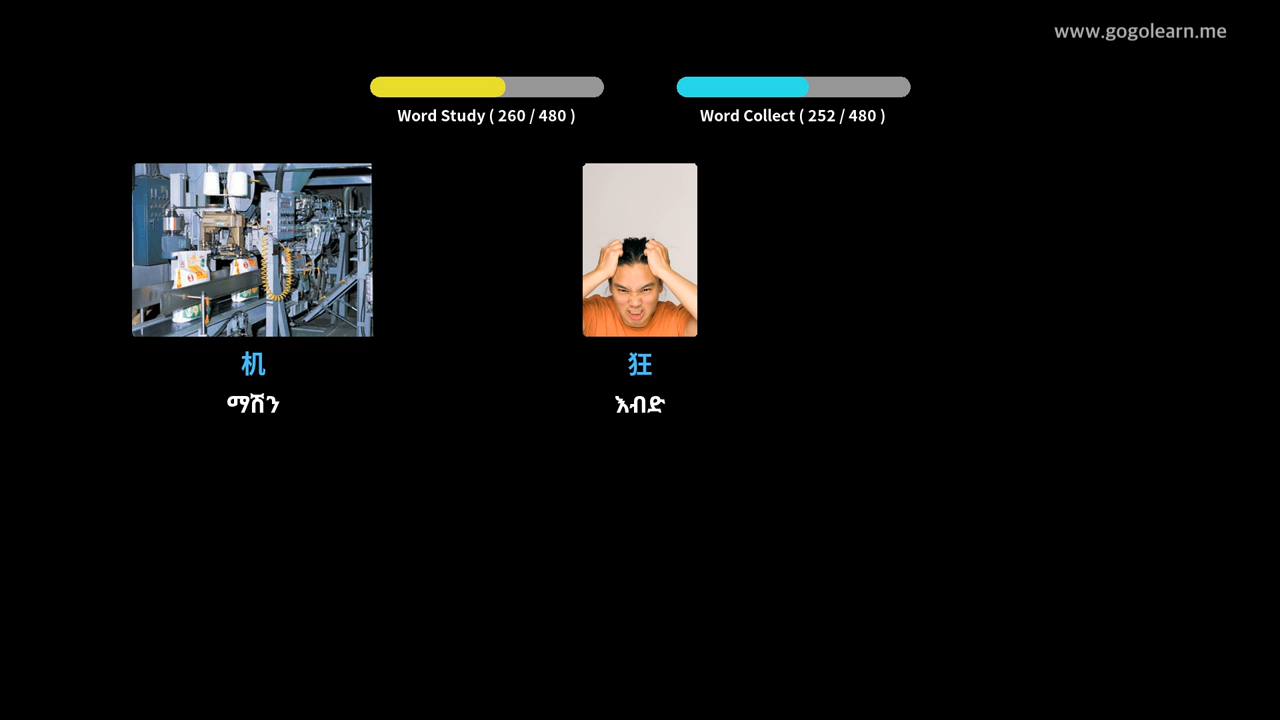 www.gogolearn.me
Word Study ( 260 / 480 )
Word Collect ( 252 / 480 )
机
ማሽን
狂
እብድ